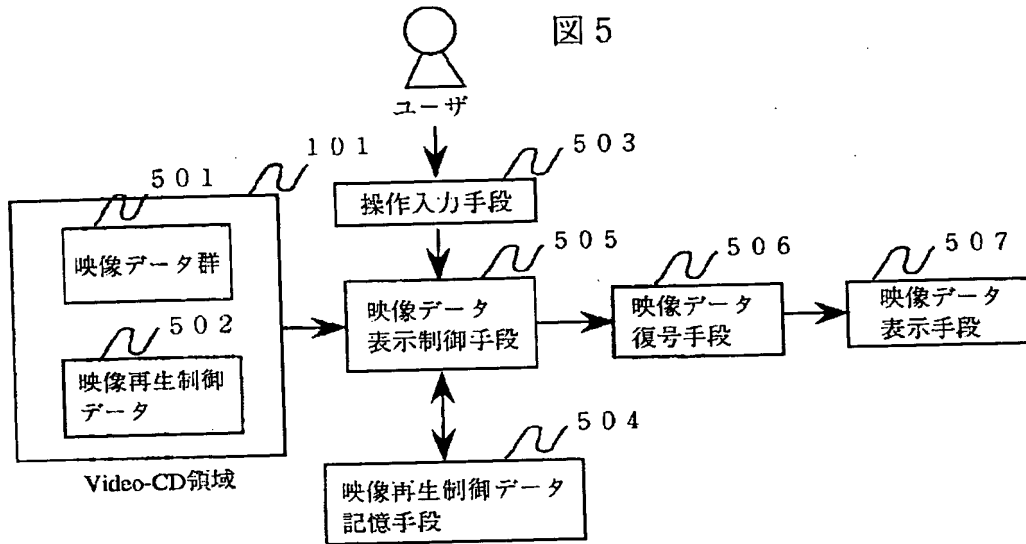 図5
ユーザ
101
501
503
操作入力手段
映像データ群
505
506
507
502
映像データ
表示制御手段
映像データ
復号手段
映像データ
表示手段
映像再生制御
データ
504
Video-CD領域
映像再生制御データ
記憶手段